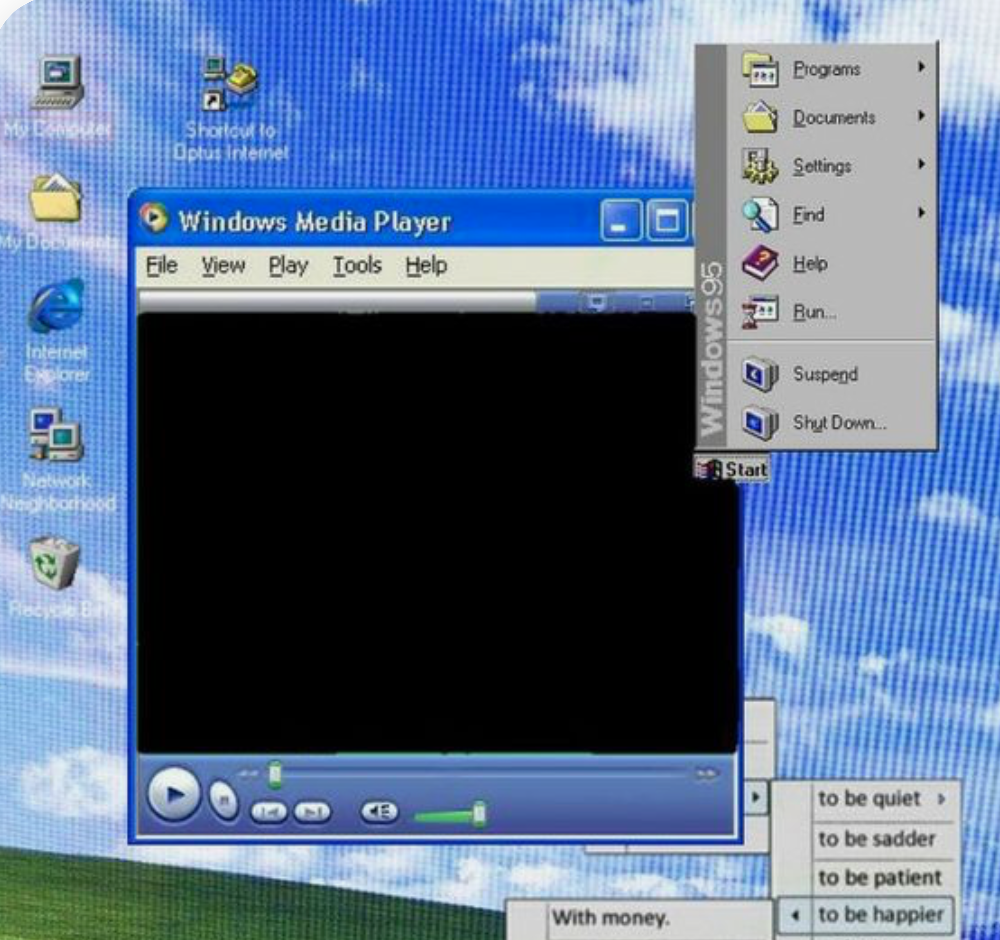 My Computer
Shortcut to
Optus Internet
My Documents
Internet
Explorer
Network
Neighborhood
Recycle Bin
Windows Media Player
File View Play Tools Help
Windows95
Programs
Documents
Settings
Find
Help
Run...
Suspend
Shut Down...
Start
to be quiet
to be sadder
to be patient
to be happier
With money.